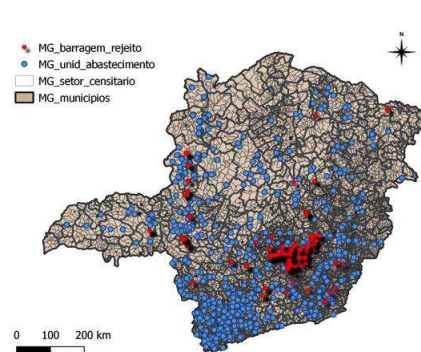 N
MG_barragem_rejeito
MG_unid_abastecimento
MG_setor_censitario
MG_municipios
0 100 200 km